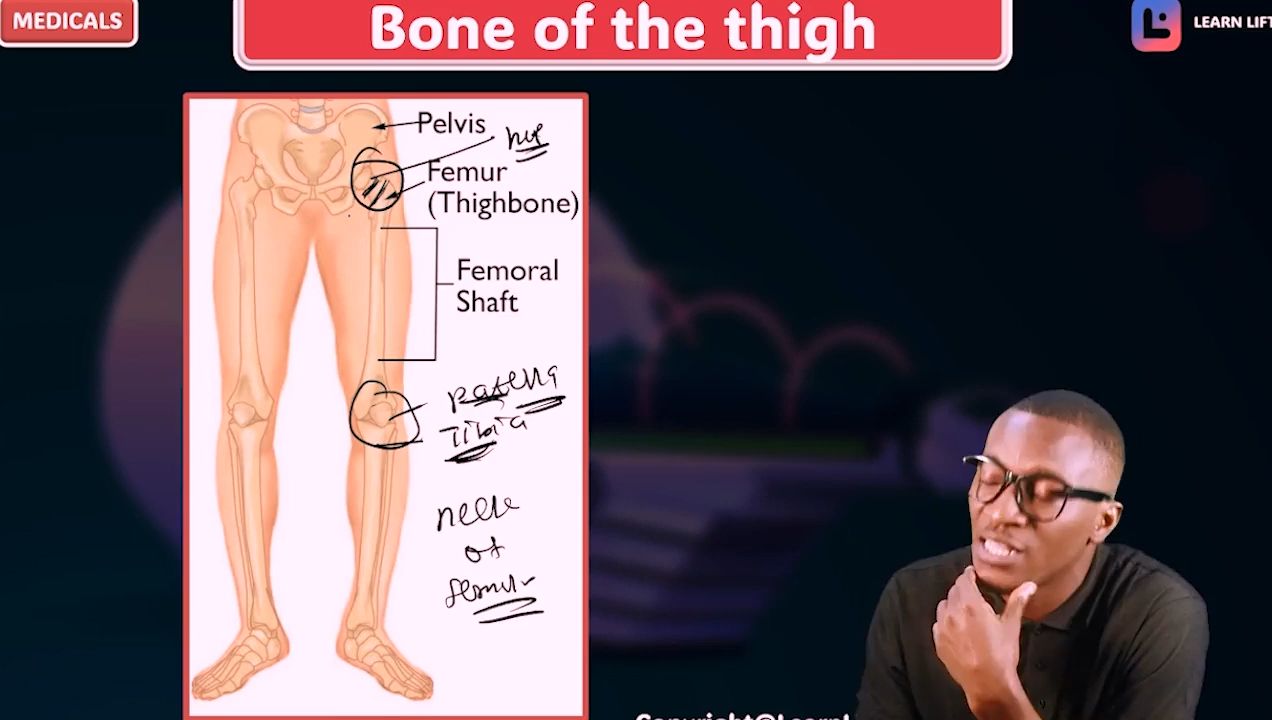 MEDICALS
Bone of the thigh
LEARN LIFT
Pelvis
hip
Femur
(Thighbone)
Femoral
Shaft
patella
Tibia
neck
of
femur